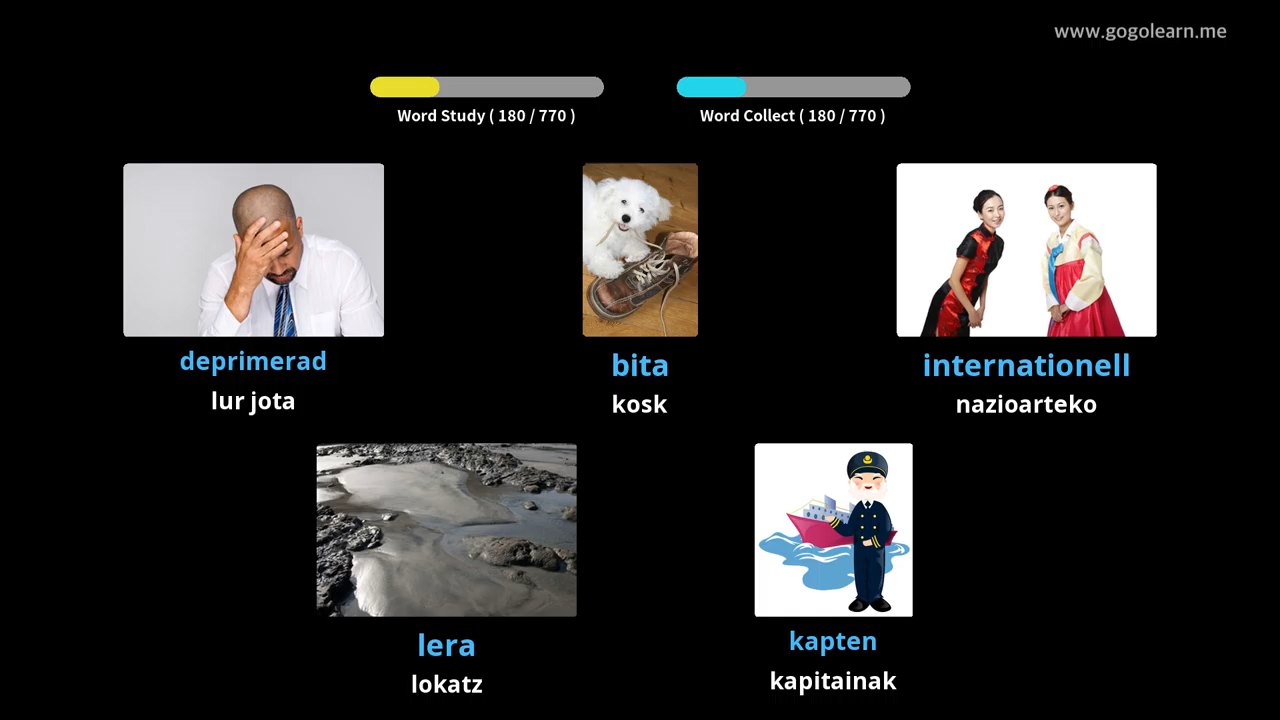 www.gogolearn.me
Word Study ( 180 / 770 )
Word Collect ( 180 / 770 )
deprimerad
lur jota
bita
kosk
internationell
nazioarteko
lera
lokatz
kapten
kapitainak